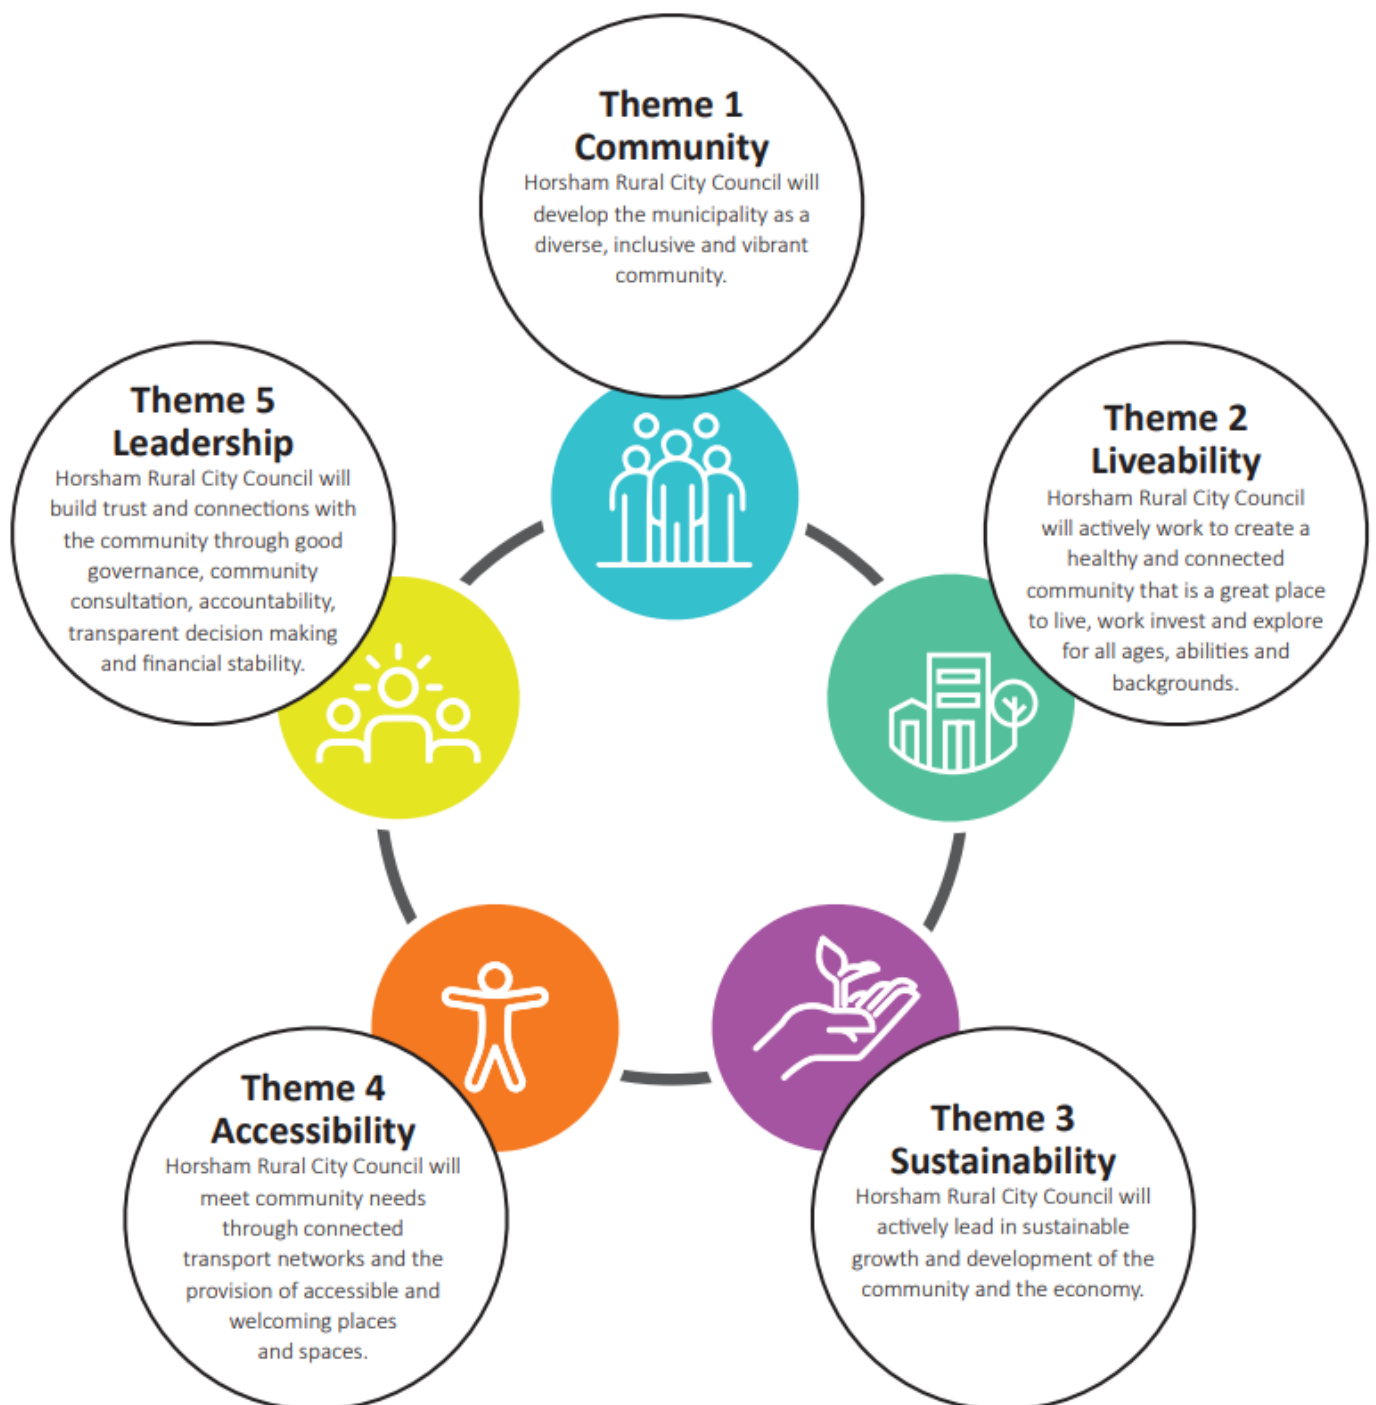 Theme 1
Community
Horsham Rural City Council will
develop the municipality as a
diverse, inclusive and vibrant
community.
Theme 2
Liveability
Horsham Rural City Council
will actively work to create a
healthy and connected
community that is a great place
to live, work invest and explore
for all ages, abilities and
backgrounds.
Theme 3
Sustainability
Horsham Rural City Council will
actively lead in sustainable
growth and development of the
community and the economy.
Theme 4
Accessibility
Horsham Rural City Council will
meet community needs
through connected
transport networks and the
provision of accessible and
welcoming places
and spaces.
Theme 5
Leadership
Horsham Rural City Council will
build trust and connections with
the community through good
governance, community
consultation, accountability,
transparent decision making
and financial stability.